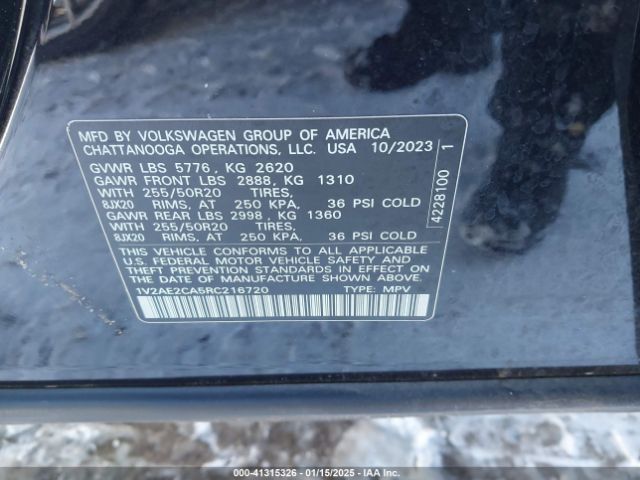 MFD BY VOLKSWAGEN GROUP OF AMERICA
CHATTANOOGA OPERATIONS, LLC. USA 10/2023
GVWR LBS 5776, KG 2620
GAWR FRONT LBS 2888, KG 1310
WITH 255/50R20 TIRES,
8JX20 RIMS, AT 250 KPA, 36 PSI COLD
GAWR REAR LBS 2998, KG 1360
WITH 255/50R20 TIRES,
8JX20 RIMS, AT 250 KPA, 36 PSI COLD
THIS VEHICLE CONFORMS TO ALL APPLICABLE
U.S. FEDERAL MOTOR VEHICLE SAFETY AND
THEFT PREVENTION STANDARDS IN EFFECT ON
DATE OF MANUFACTURE SHOWN ABOVE.
1V2AE2CA5RC216720 TYPE: MPV
4228100 1
000-41315326 - 01/15/2025 - IAA Inc.